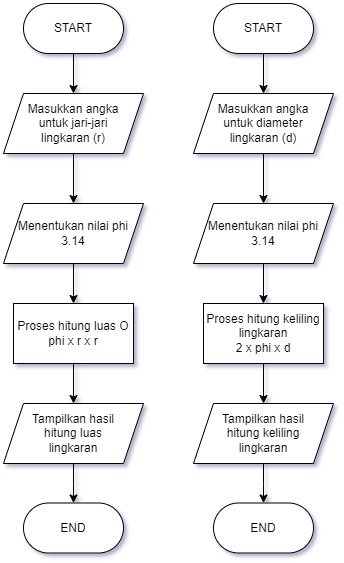 START
Masukkan angka
untuk jari-jari
lingkaran (r)
Menentukan nilai phi
3.14
Proses hitung luas O
phi x r x r
Tampilkan hasil
hitung luas
lingkaran
END
START
Masukkan angka
untuk diameter
lingkaran (d)
Menentukan nilai phi
3.14
Proses hitung keliling
lingkaran
2 x phi x d
Tampilkan hasil
hitung keliling
lingkaran
END